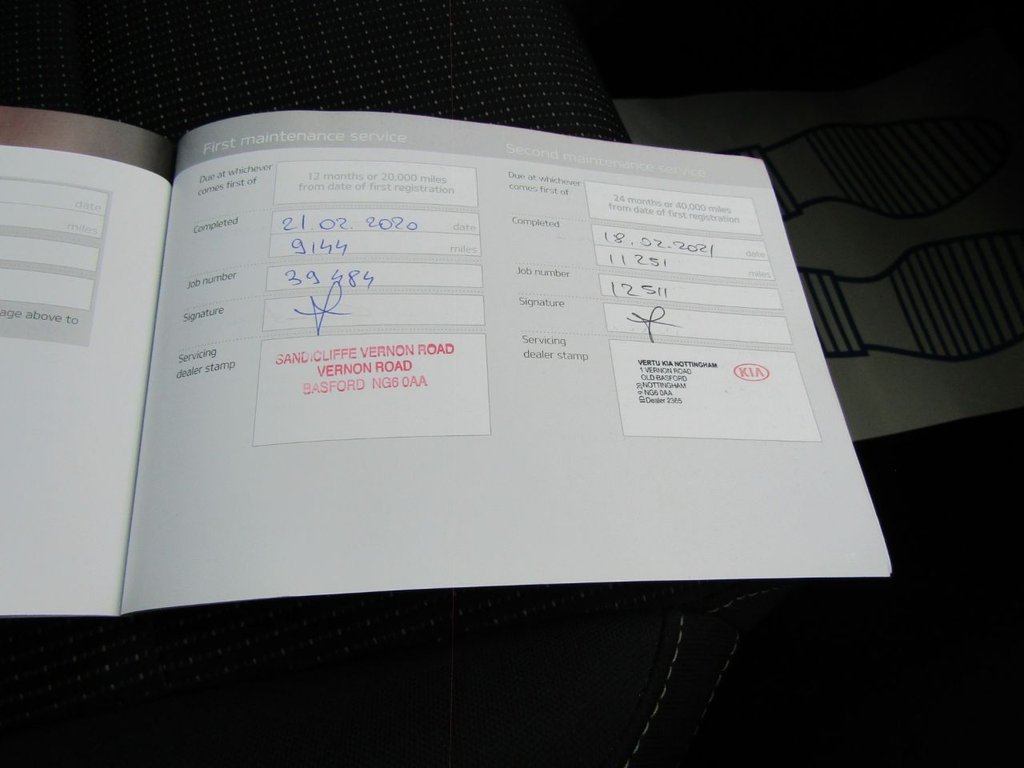 date
miles
age above to
First maintenance service
Due at whichever
comes first of
12 months or 20,000 miles
from date of first registration
Completed
21.02.2020 date
9144 miles
Job number
39484
Signature
Servicing
dealer stamp
SANDICLIFFE VERNON ROAD
VERNON ROAD
BASFORD NG6 0AA
Second maintenance service
Due at whichever
comes first of
24 months or 40,000 miles
from date of first registration
Completed
18.02.2021 date
11251 miles
Job number
12511
Signature
Servicing
dealer stamp
VERTU KIA NOTTINGHAM
1 VERNON ROAD
OLD BASFORD
NOTTINGHAM
NG6 0AA
Dealer 2365
KIA